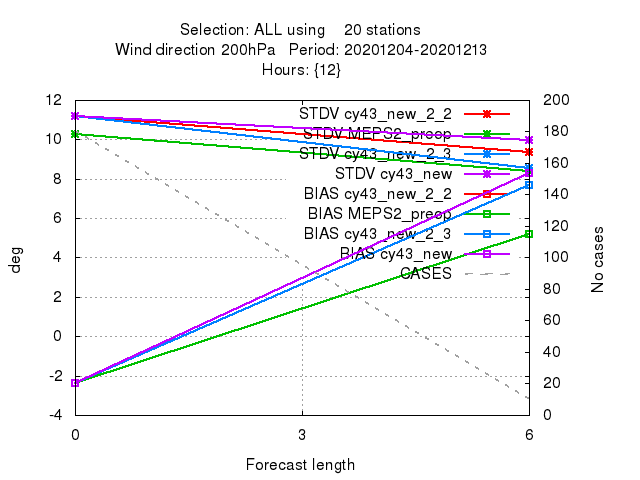 Selection: ALL using 20 stations
Wind direction 200hPa Period: 20201204-20201213
Hours: {12}
12 200
STDV cy43_new_2_2
STDV MEPS2_preop
10 180
STDV cy43_new_2_3
160
STDV cy43_new
8
BIAS cy43_new_2_2
140
BIAS MEPS2_preop
6 120
BIAS cy43_new_2_3
BIAS cy43_new
4 100
CASES
deg
No cases
80
2
60
0
40
-2 20
-4 0
0 3 6
Forecast length